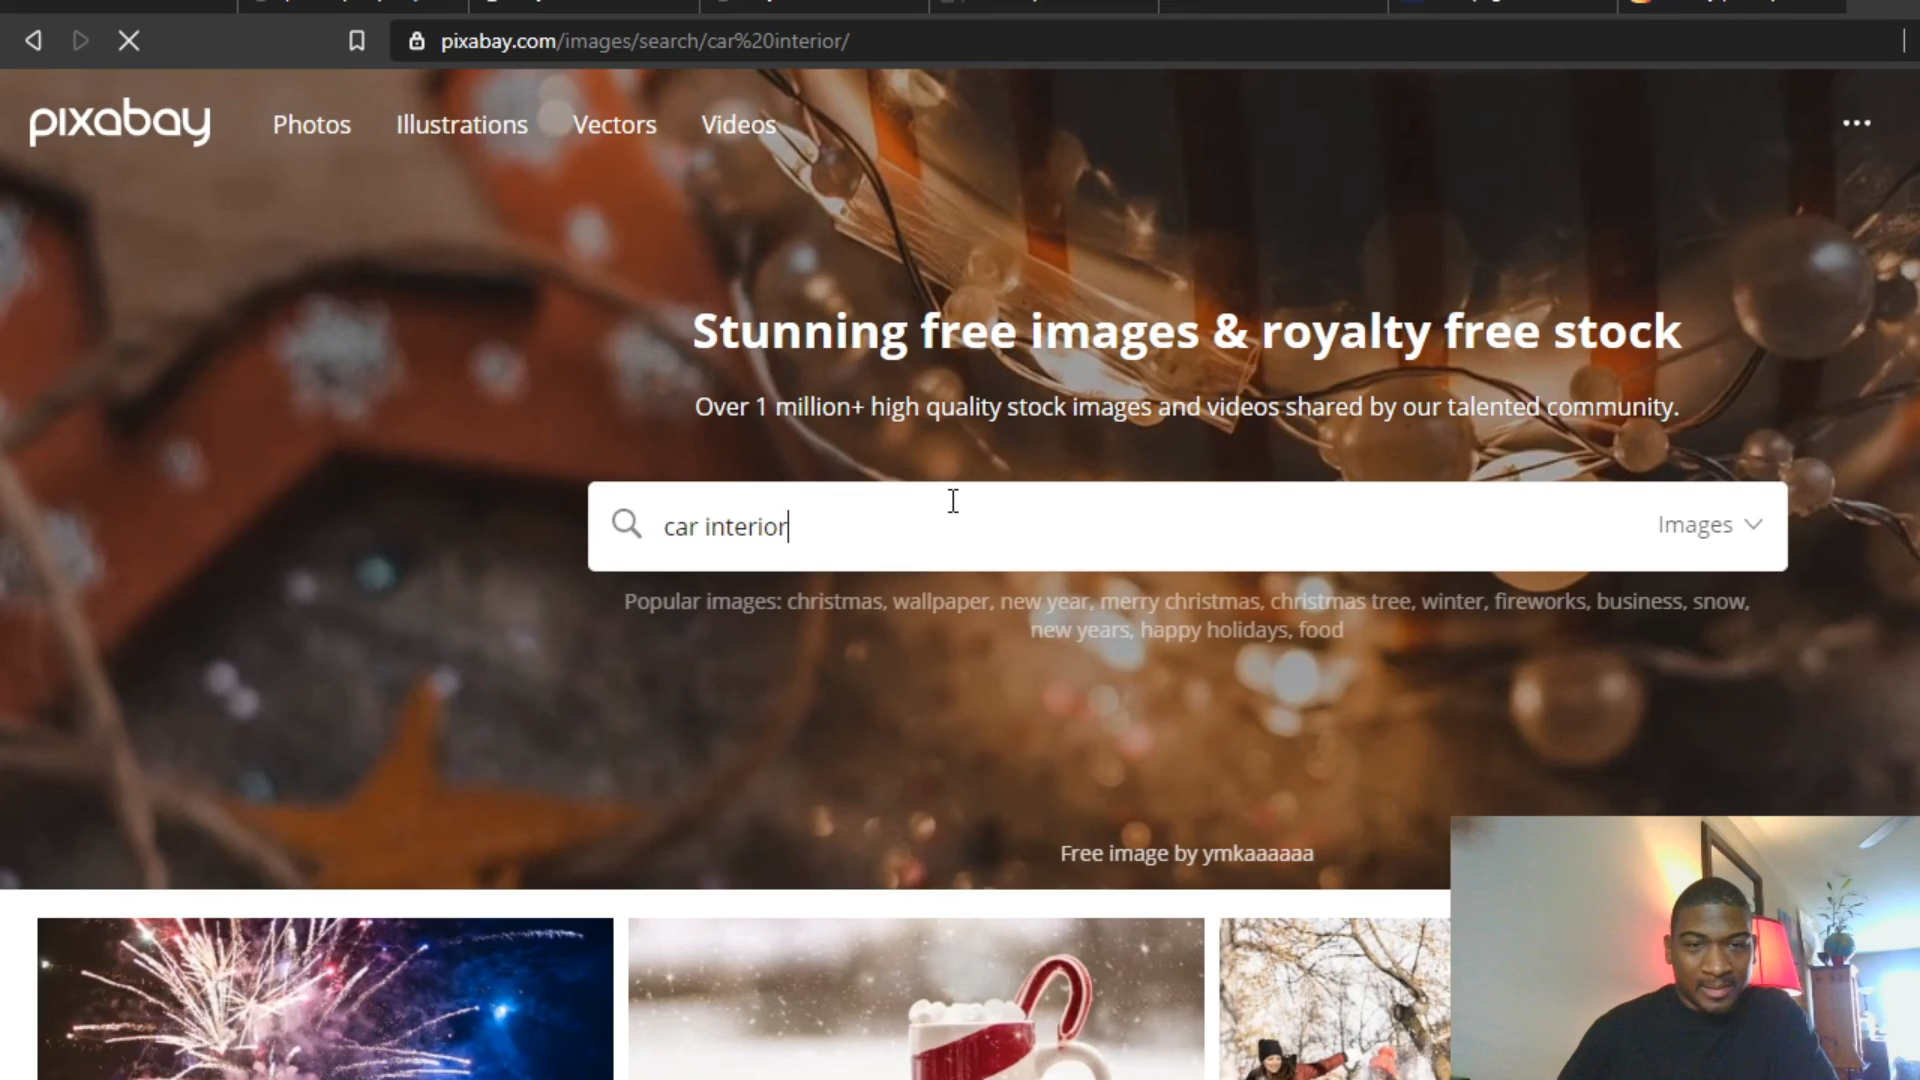 pixabay.com/images/search/car%20interior/
pixabay
Photos
Illustrations
Vectors
Videos
Stunning free images & royalty free stock
Over 1 million+ high quality stock images and videos shared by our talented community.
car interior
Images
Popular images: christmas, wallpaper, new year, merry christmas, christmas tree, winter, fireworks, business, snow,
new years, happy holidays, food
Free image by ymkaaaaaa